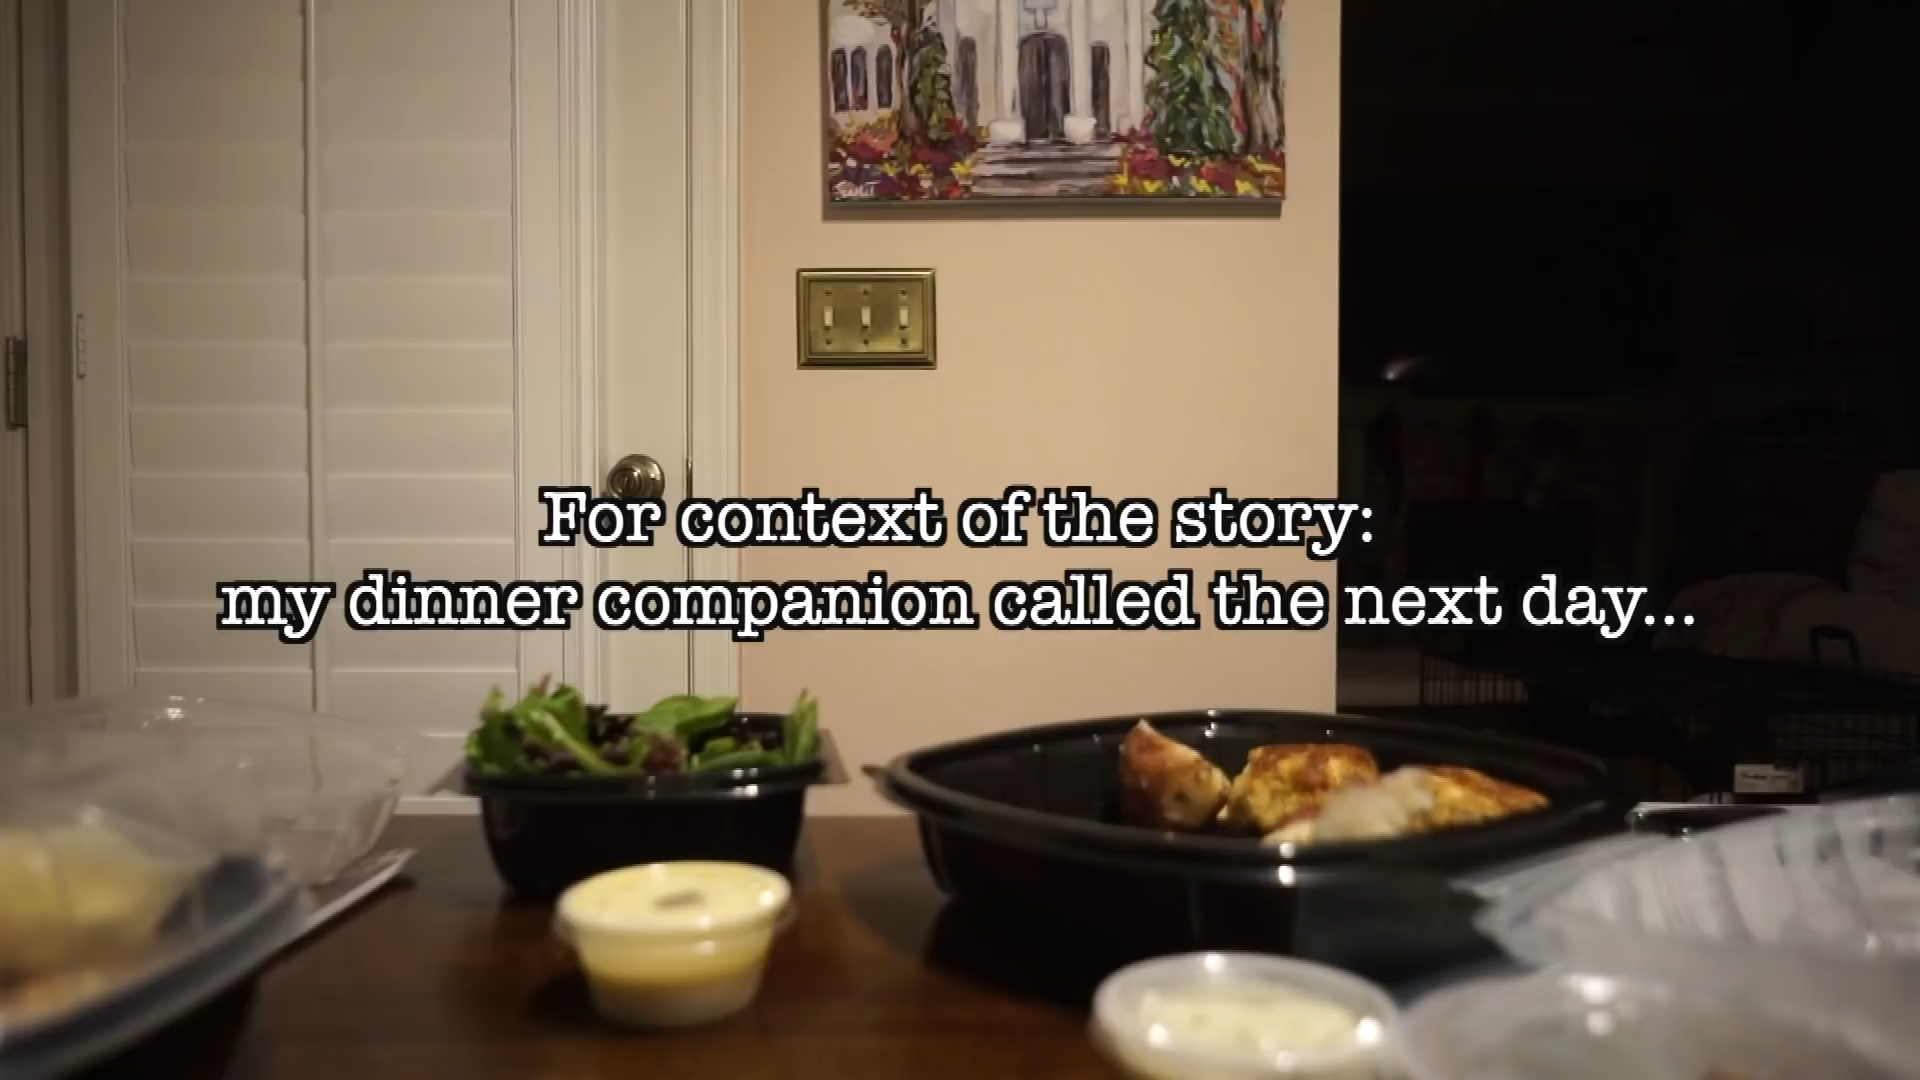 For context of the story:
my dinner companion called the next day...